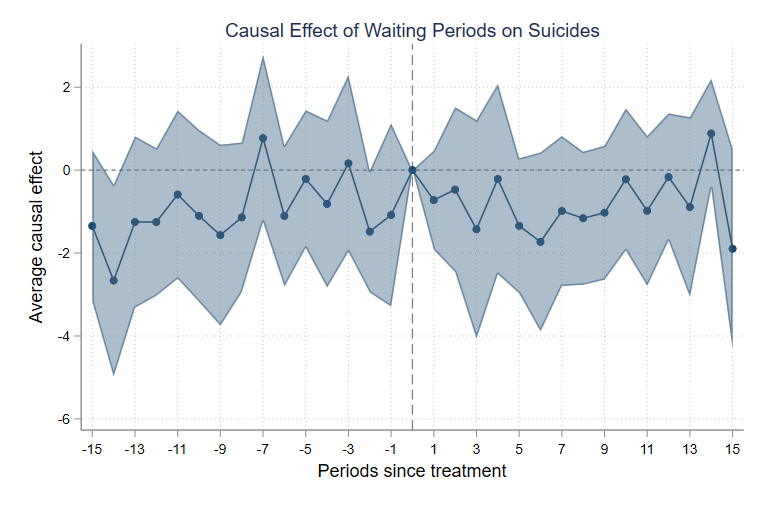 Causal Effect of Waiting Periods on Suicides
Average causal effect
2
0
-2
-4
-6
-15 -13 -11 -9 -7 -5 -3 -1 1 3 5 7 9 11 13 15
Periods since treatment